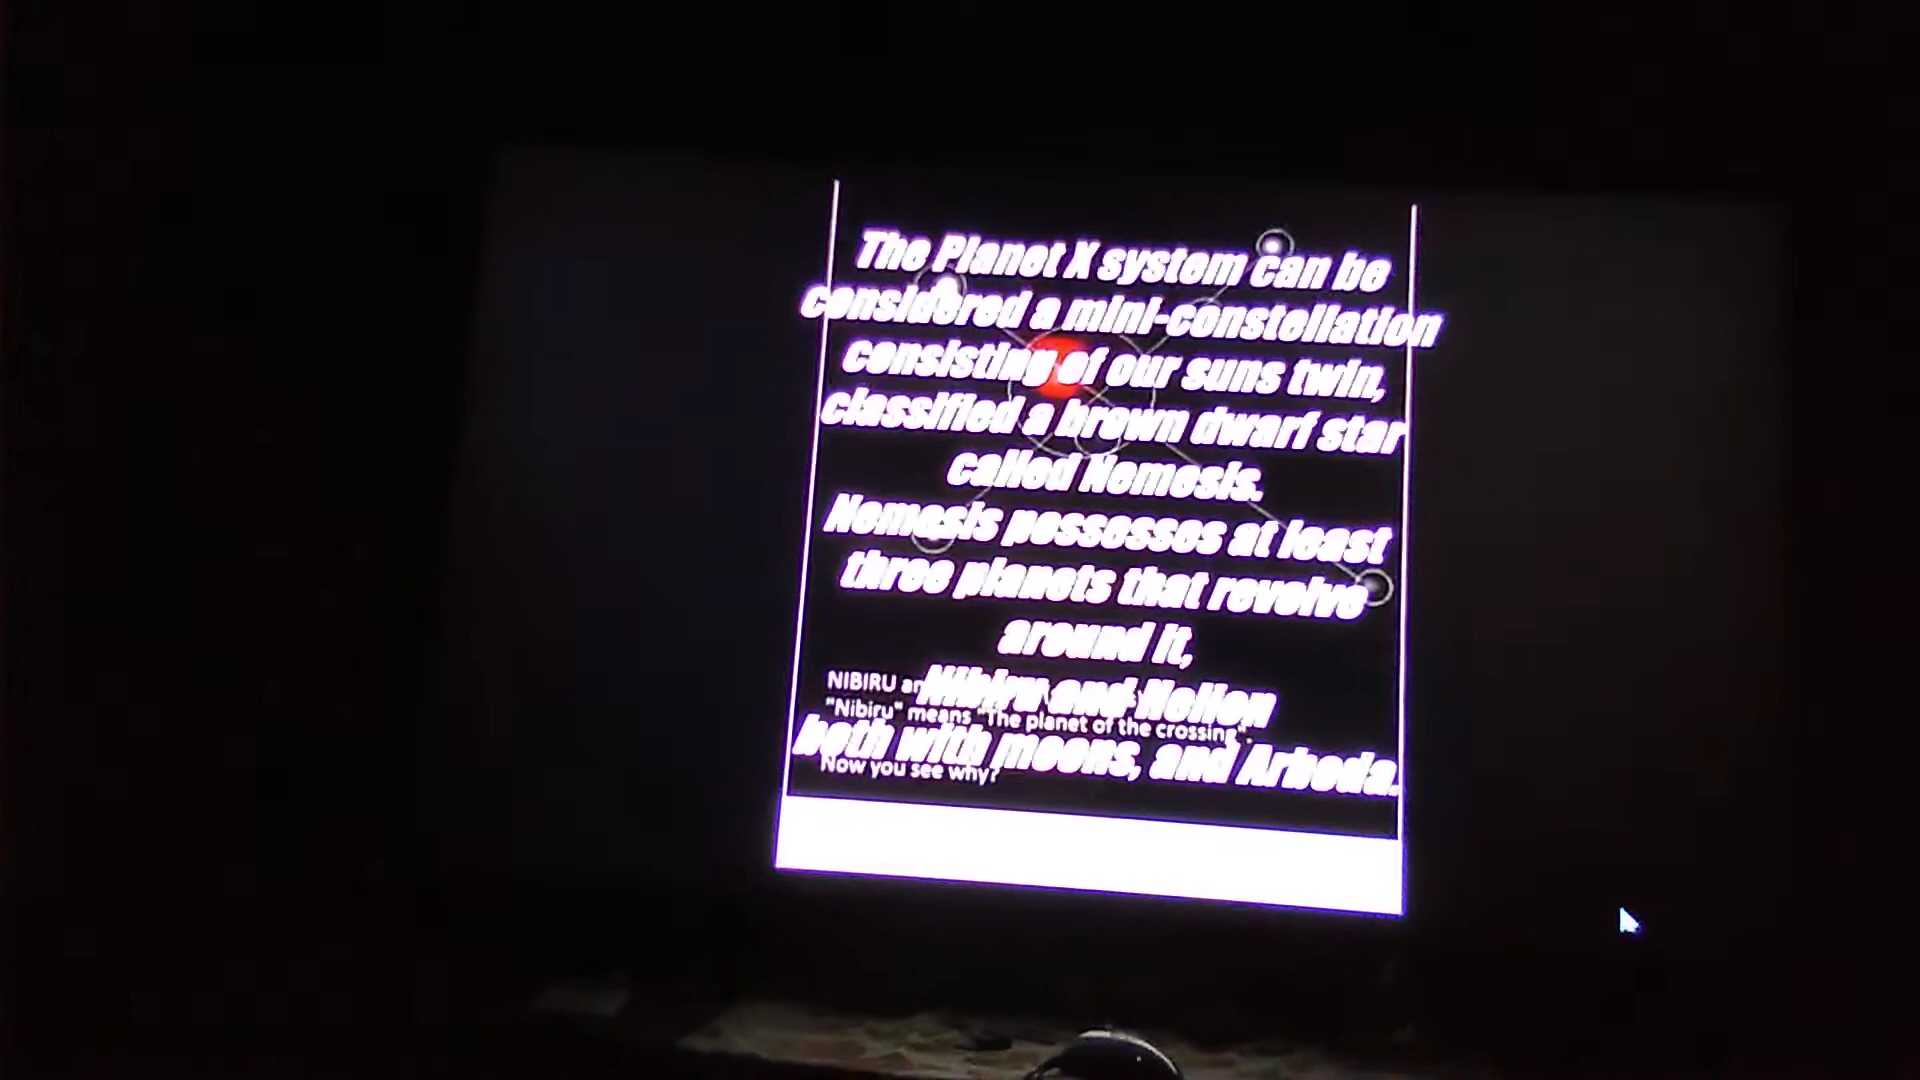 The Planet X system can be
considered a mini-constellation
consisting of our suns twin,
classified a brown dwarf star
called Nemesis.
Nemesis possesses at least
three planets that revolve
around it,
Nibiru and Helion
both with moons, and Arboda.
NIBIRU
"Nibiru" means "The planet of the crossing".
Now you see why?